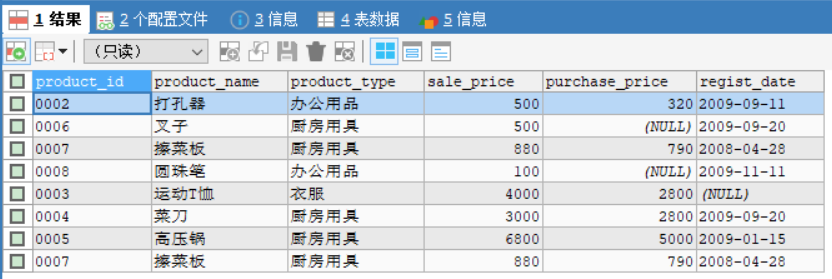 1 结果 2 个配置文件 3 信息 4 表数据 5 信息
（只读）
product_id product_name product_type sale_price purchase_price regist_date
0002 打孔器 办公用品 500 320 2009-09-11
0006 叉子 厨房用具 500 (NULL) 2009-09-20
0007 擦菜板 厨房用具 880 790 2008-04-28
0008 圆珠笔 办公用品 100 (NULL) 2009-11-11
0003 运动T恤 衣服 4000 2800 (NULL)
0004 菜刀 厨房用具 3000 2800 2009-09-20
0005 高压锅 厨房用具 6800 5000 2009-01-15
0007 擦菜板 厨房用具 880 790 2008-04-28